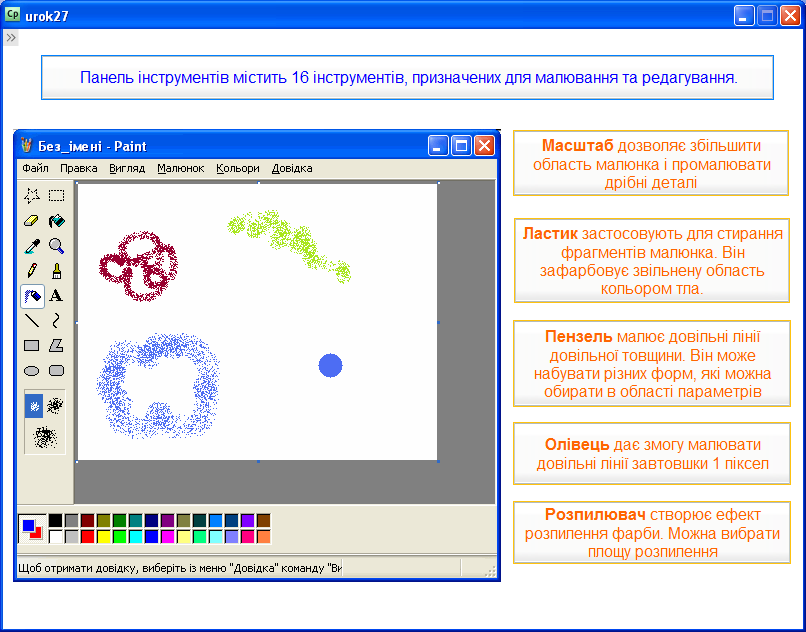 urok27
Панель інструментів містить 16 інструментів, призначених для малювання та редагування.
Без_імені - Paint
Файл Правка Вигляд Малюнок Кольори Довідка
A
Щоб отримати довідку, виберіть із меню "Довідка" команду "Ви
Масштаб дозволяє збільшити
область малюнка і промалювати
дрібні деталі
Ластик застосовують для стирання
фрагментів малюнка. Він
зафарбовує звільнену область
кольором тла.
Пензель малює довільні лінії
довільної товщини. Він може
набувати різних форм, які можна
обирати в області параметрів
Олівець дає змогу малювати
довільні лінії завтовшки 1 піксел
Розпилювач створює ефект
розпилення фарби. Можна вибрати
площу розпилення